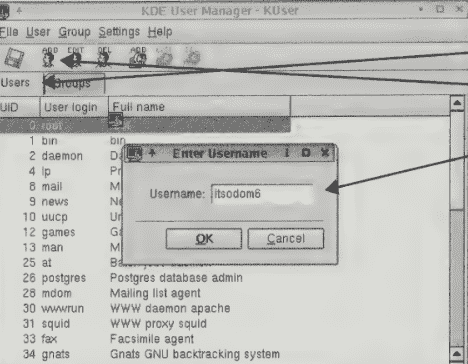 KDE User Manager - KUser
File User Group Settings Help
ADD EDIT DEL ADD
Users Groups
UID User login Full name
0 root
1 bin bin
2 daemon
4 lp
8 mail
9 news
10 uucp
12 games
13 man
25 at
26 postgres Postgres database admin
28 mdom Mailing list agent
30 wwwrun WWW daemon apache
31 squid WWW proxy squid
33 fax Facsimile agent
34 gnats Gnats GNU backtracking system
Enter Username
Username: itsodom6
OK Cancel